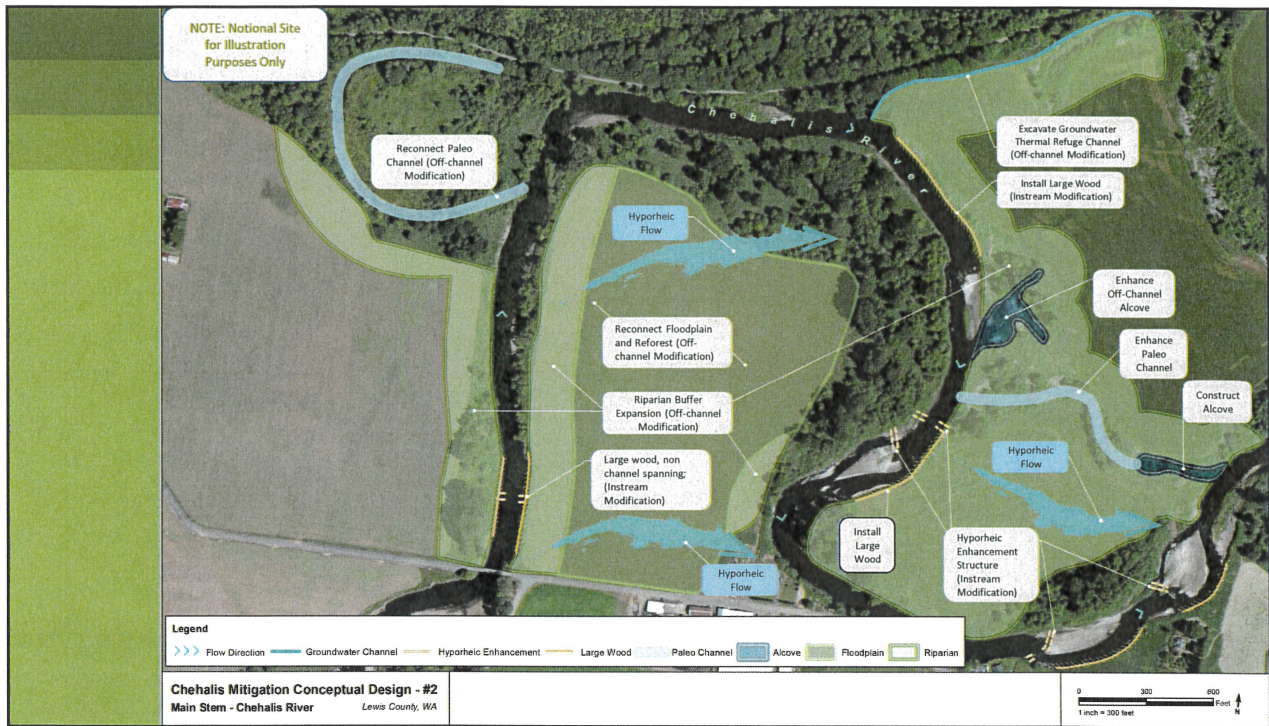 NOTE: Notional Site
for Illustration
Purposes Only
Chehalis River
Reconnect Paleo
Channel (Off-channel
Modification)
Excavate Groundwater
Thermal Refuge Channel
(Off-channel Modification)
Install Large Wood
(Instream Modification)
Hyporheic
Flow
Enhance
Off-Channel
Alcove
Reconnect Floodplain
and Reforest (Off-
channel Modification)
Enhance
Paleo
Channel
Riparian Buffer
Expansion (Off-channel
Modification)
Construct
Alcove
Large wood, non
channel spanning;
(Instream
Modification)
Hyporheic
Flow
Install
Large
Wood
Hyporheic
Enhancement
Structure
(Instream
Modification)
Hyporheic
Flow
Legend
Flow Direction
Groundwater Channel
Hyporheic Enhancement
Large Wood
Paleo Channel
Alcove
Floodplain
Riparian
Chehalis Mitigation Conceptual Design - #2
Main Stem - Chehalis River
Lewis County, WA
0 300 600
Feet
1 inch = 300 feet
N